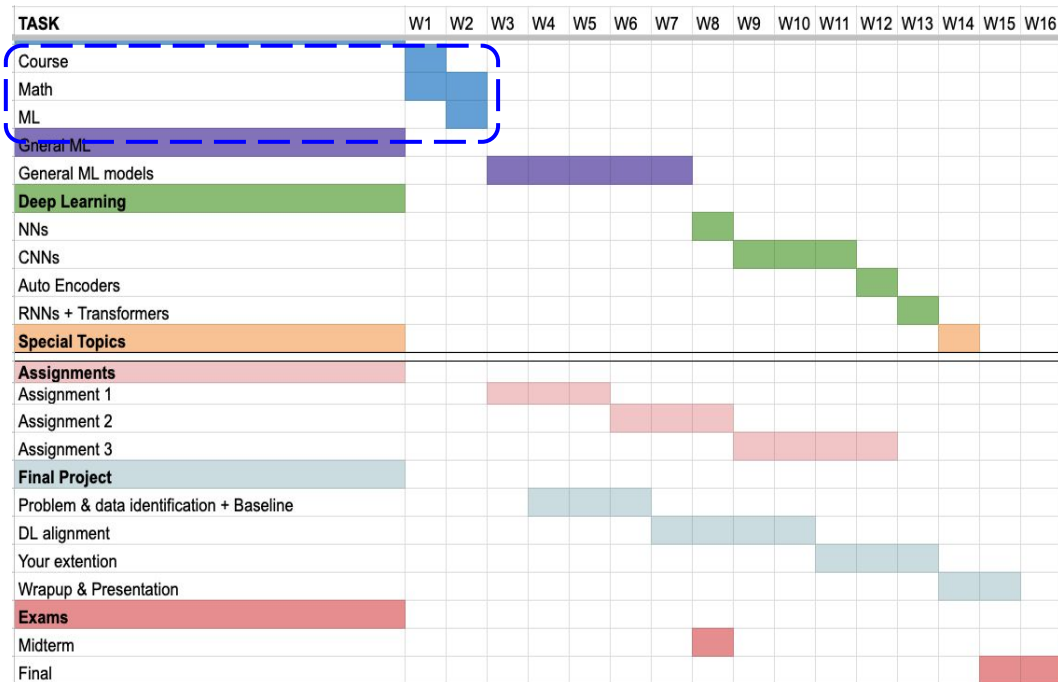 TASK W1 W2 W3 W4 W5 W6 W7 W8 W9 W10 W11 W12 W13 W14 W15 W16
Course
Math
ML
Gneral ML
General ML models
Deep Learning
NNs
CNNs
Auto Encoders
RNNs + Transformers
Special Topics
Assignments
Assignment 1
Assignment 2
Assignment 3
Final Project
Problem & data identification + Baseline
DL alignment
Your extention
Wrapup & Presentation
Exams
Midterm
Final